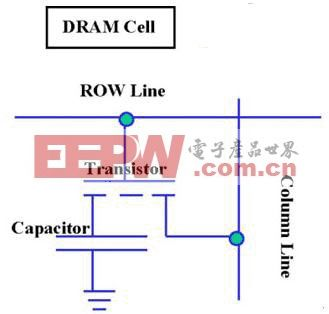 DRAM Cell
ROW Line
EEPW 電子產品世界
.com.cn
Transistor
Capacitor
Column Line